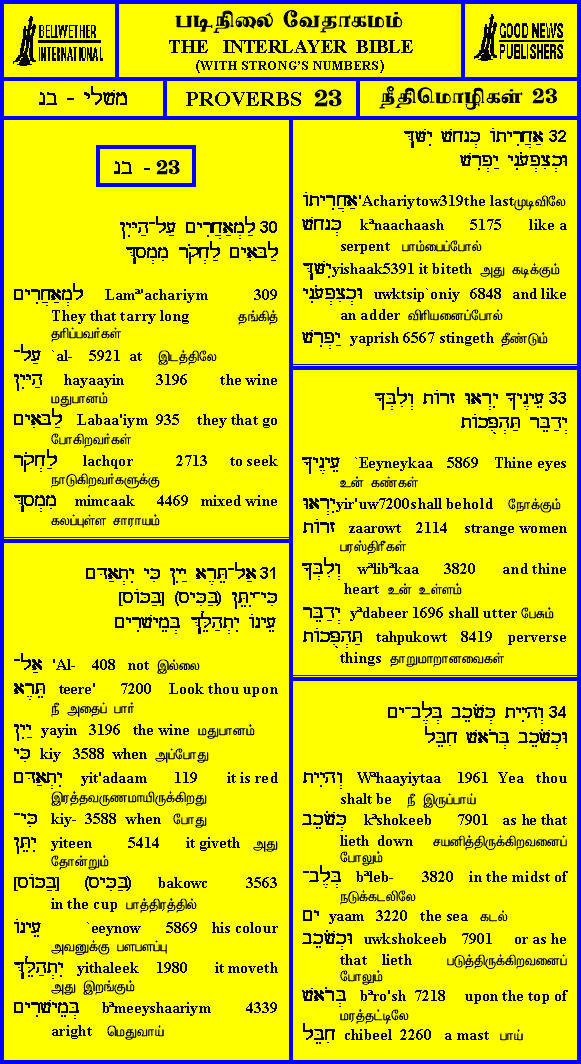 BELLWETHER
INTERNATIONAL
படிநிலை வேதாகமம்
THE INTERLAYER BIBLE
(WITH STRONG'S NUMBERS)
GOOD NEWS
PUBLISHERS
משלי - בנ
PROVERBS 23
நீதிமொழிகள் 23
בנ - 23
30 לַמְאַחֲרִים עַל־הַיָּיִן
לַבָּאִים לַחְקֹר מִמְסָךְ
למְאַחֲרִים Lamª'achariym 309
They that tarry long தங்கித்
தரிப்பவர்கள்
עַל־ `al- 5921 at இடத்திலே
הַיָּיִן hayaayin 3196 the wine
மதுபானம்
לַבָּאִים Labaa'iym 935 they that go
போகிறவர்கள்
לַחְקֹר lachqor 2713 to seek
நாடுகிறவர்களுக்கு
מִמְסָךְ mimcaak 4469 mixed wine
கலப்புள்ள சாராயம்
31 אַל־תֵּרֶא יַיִן כִּי יִתְאַדָּם
כִּי־יִתֵּן (בַּכִּיס) [בַּכּוֹס]
עֵינוֹ יִתְהַלֵּךְ בְּמֵישָׁרִים
אַל־ 'Al- 408 not இல்லை
תֵּרֶא teere' 7200 Look thou upon
நீ அதைப் பார்
יַיִן yayin 3196 the wine மதுபானம்
כִּי kiy 3588 when அப்போது
יִתְאַדָּם yit'adaam 119 it is red
இரத்தவருணமாயிருக்கிறது
כִּי־ kiy- 3588 when போது
יִתֵּן yiteen 5414 it giveth அது
தோன்றும்
[בַּכּוֹס] (בַּכִּיס) bakowc 3563
in the cup பாத்திரத்தில்
עֵינוֹ `eeynow 5869 his colour
அவனுக்கு பளபளப்பு
יִתְהַלֵּךְ yithaleek 1980 it moveth
அது இறங்கும்
בְּמֵישָׁרִים bªmeeyshaariym 4339
aright மெதுவாய்
32 אַחֲרִיתוֹ כְּנָחָשׁ יִשָּׁךְ
וּכְצִפְעֹנִי יַפְרִשׁ
אַחֲרִיתוֹ 'Achariytow319the lastமுடிவிலே
כְּנָחָשׁ kªnaachaash 5175 like a
serpent பாம்பைப்போல்
יִשָּׁךְ yishaak5391 it biteth அது கடிக்கும்
וּכְצִפְעֹנִי uwktsip`oniy 6848 and like
an adder விரியனைப்போல்
יַפְרִשׁ yaprish 6567 stingeth தீண்டும்
33 עֵינֶיךָ יִרְאוּ זָרוֹת וְלִבְּךָ
יְדַבֵּר תַּהְפֻּכוֹת
עֵינֶיךָ `Eeyneykaa 5869 Thine eyes
உன் கண்கள்
יִרְאוּ yir'uw7200shall behold நோக்கும்
זָרוֹת zaarowt 2114 strange women
பரஸ்திரீகள்
וְלִבְּךָ wªlibªkaa 3820 and thine
heart உன் உள்ளம்
יְדַבֵּר yªdabeer 1696 shall utter பேசும்
תַּהְפֻּכוֹת tahpukowt 8419 perverse
things தாறுமாறானவைகள்
34 וְהָיִיתָ כְּשֹׁכֵב בְּלֶב־יָם
וּכְשֹׁכֵב בְּרֹאשׁ חִבֵּל
וְהָיִיתָ Wªhaayiytaa 1961 Yea thou
shalt be நீ இருப்பாய்
כְּשֹׁכֵב kªshokeeb 7901 as he that
lieth down சயனித்திருக்கிறவனைப்
போலும்
בְּלֶב־ bªleb- 3820 in the midst of
நடுக்கடலிலே
יָם yaam 3220 the sea கடல்
וּכְשֹׁכֵב uwkshokeeb 7901 or as he
that lieth படுத்திருக்கிறவனைப்
போலும்
בְּרֹאשׁ bªro'sh 7218 upon the top of
மரத்தட்டிலே
חִבֵּל chibeel 2260 a mast பாய்